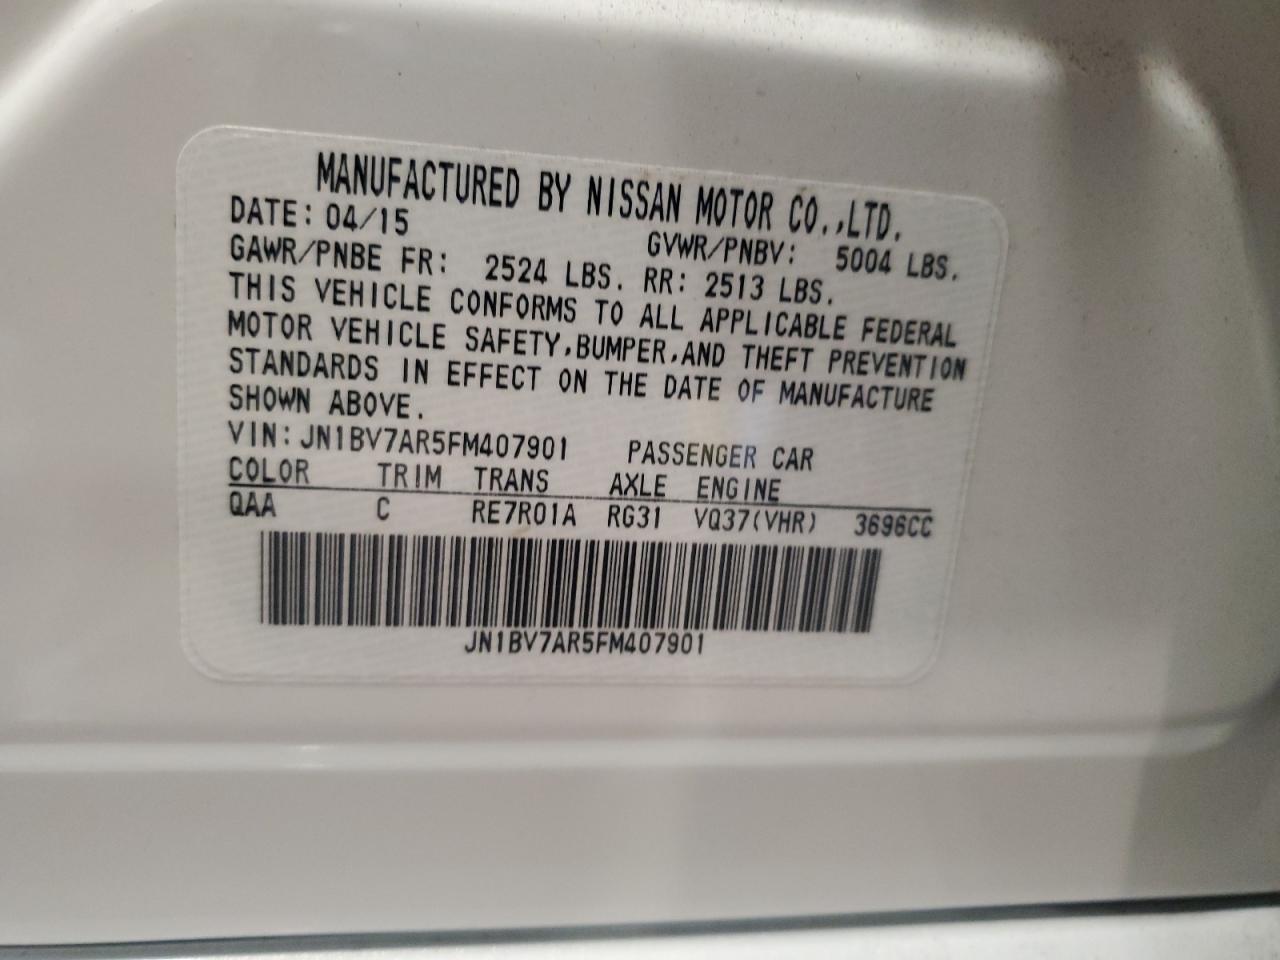 MANUFACTURED BY NISSAN MOTOR CO.,LTD.
DATE: 04/15 GVWR/PNBV: 5004 LBS.
GAWR/PNBE FR: 2524 LBS. RR: 2513 LBS.
THIS VEHICLE CONFORMS TO ALL APPLICABLE FEDERAL
MOTOR VEHICLE SAFETY,BUMPER,AND THEFT PREVENTION
STANDARDS IN EFFECT ON THE DATE OF MANUFACTURE
SHOWN ABOVE.
VIN: JN1BV7AR5FM407901 PASSENGER CAR
COLOR TRIM TRANS AXLE ENGINE
QAA C RE7R01A RG31 VQ37(VHR) 3696CC
JN1BV7AR5FM407901